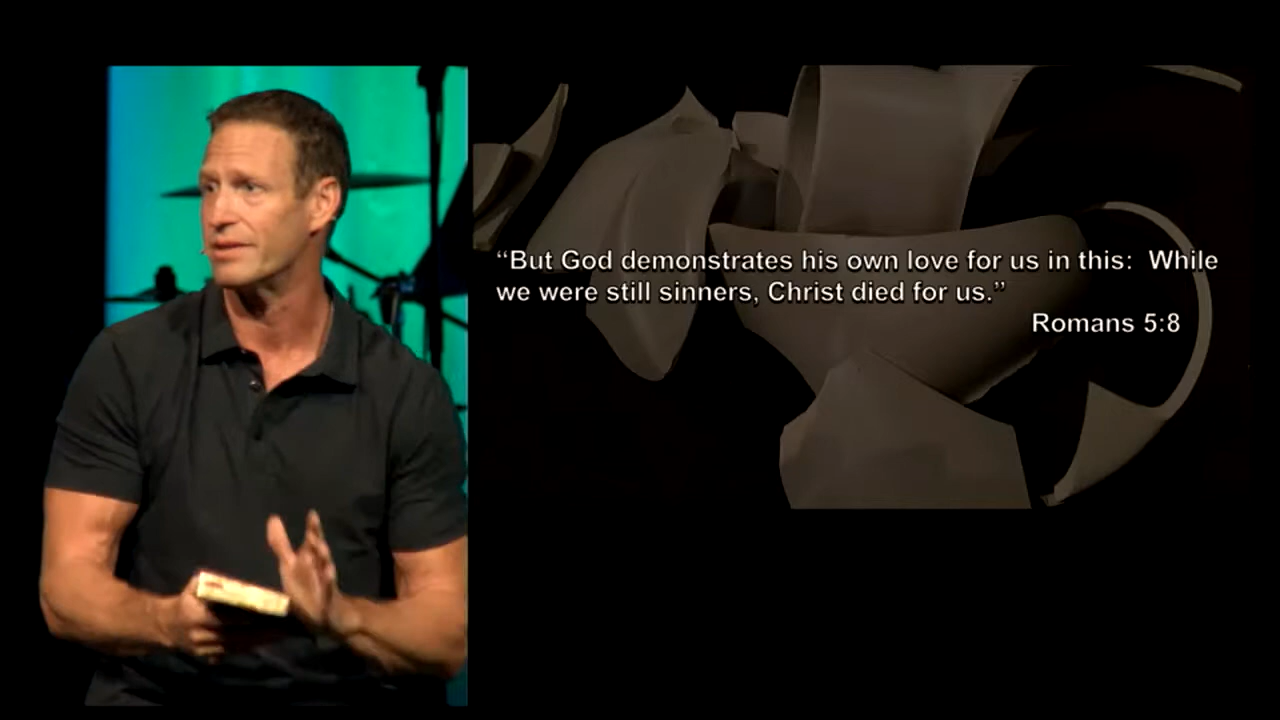 “But God demonstrates his own love for us in this:  While
we were still sinners, Christ died for us.”
Romans 5:8